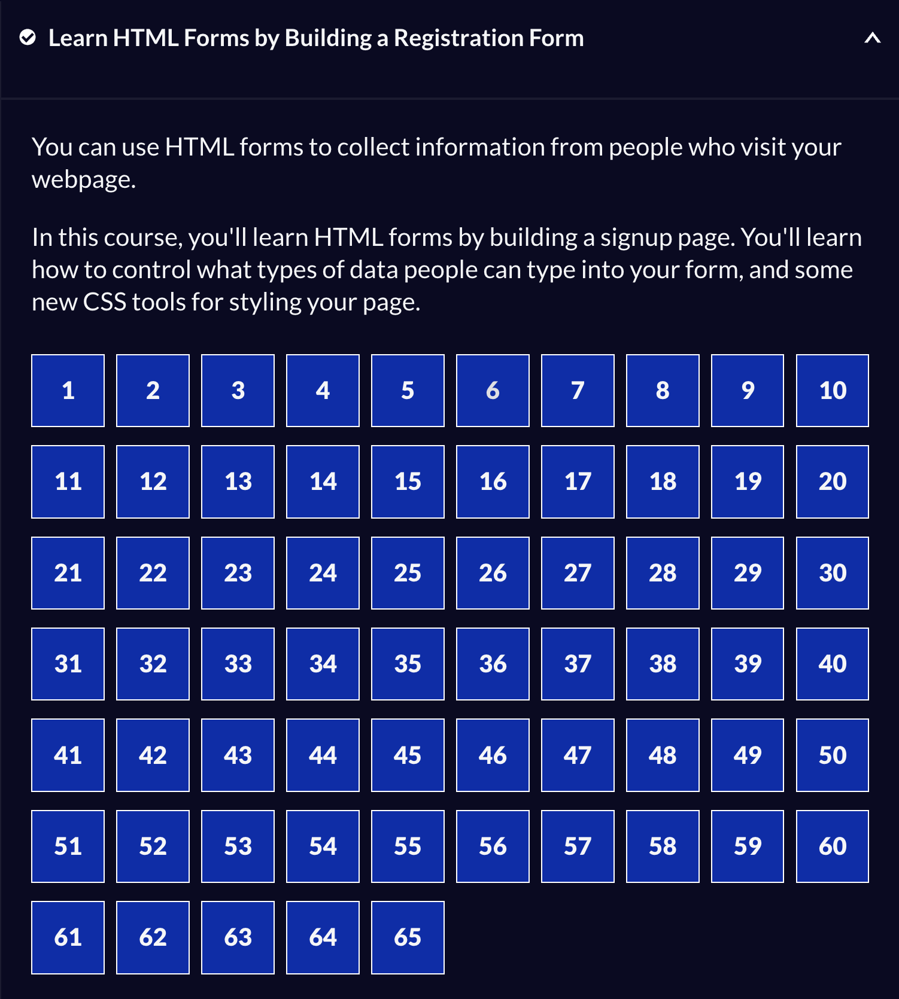 Learn HTML Forms by Building a Registration Form
You can use HTML forms to collect information from people who visit your
webpage.
In this course, you'll learn HTML forms by building a signup page. You'll learn
how to control what types of data people can type into your form, and some
new CSS tools for styling your page.
1 2 3 4 5 6 7 8 9 10
11 12 13 14 15 16 17 18 19 20
21 22 23 24 25 26 27 28 29 30
31 32 33 34 35 36 37 38 39 40
41 42 43 44 45 46 47 48 49 50
51 52 53 54 55 56 57 58 59 60
61 62 63 64 65